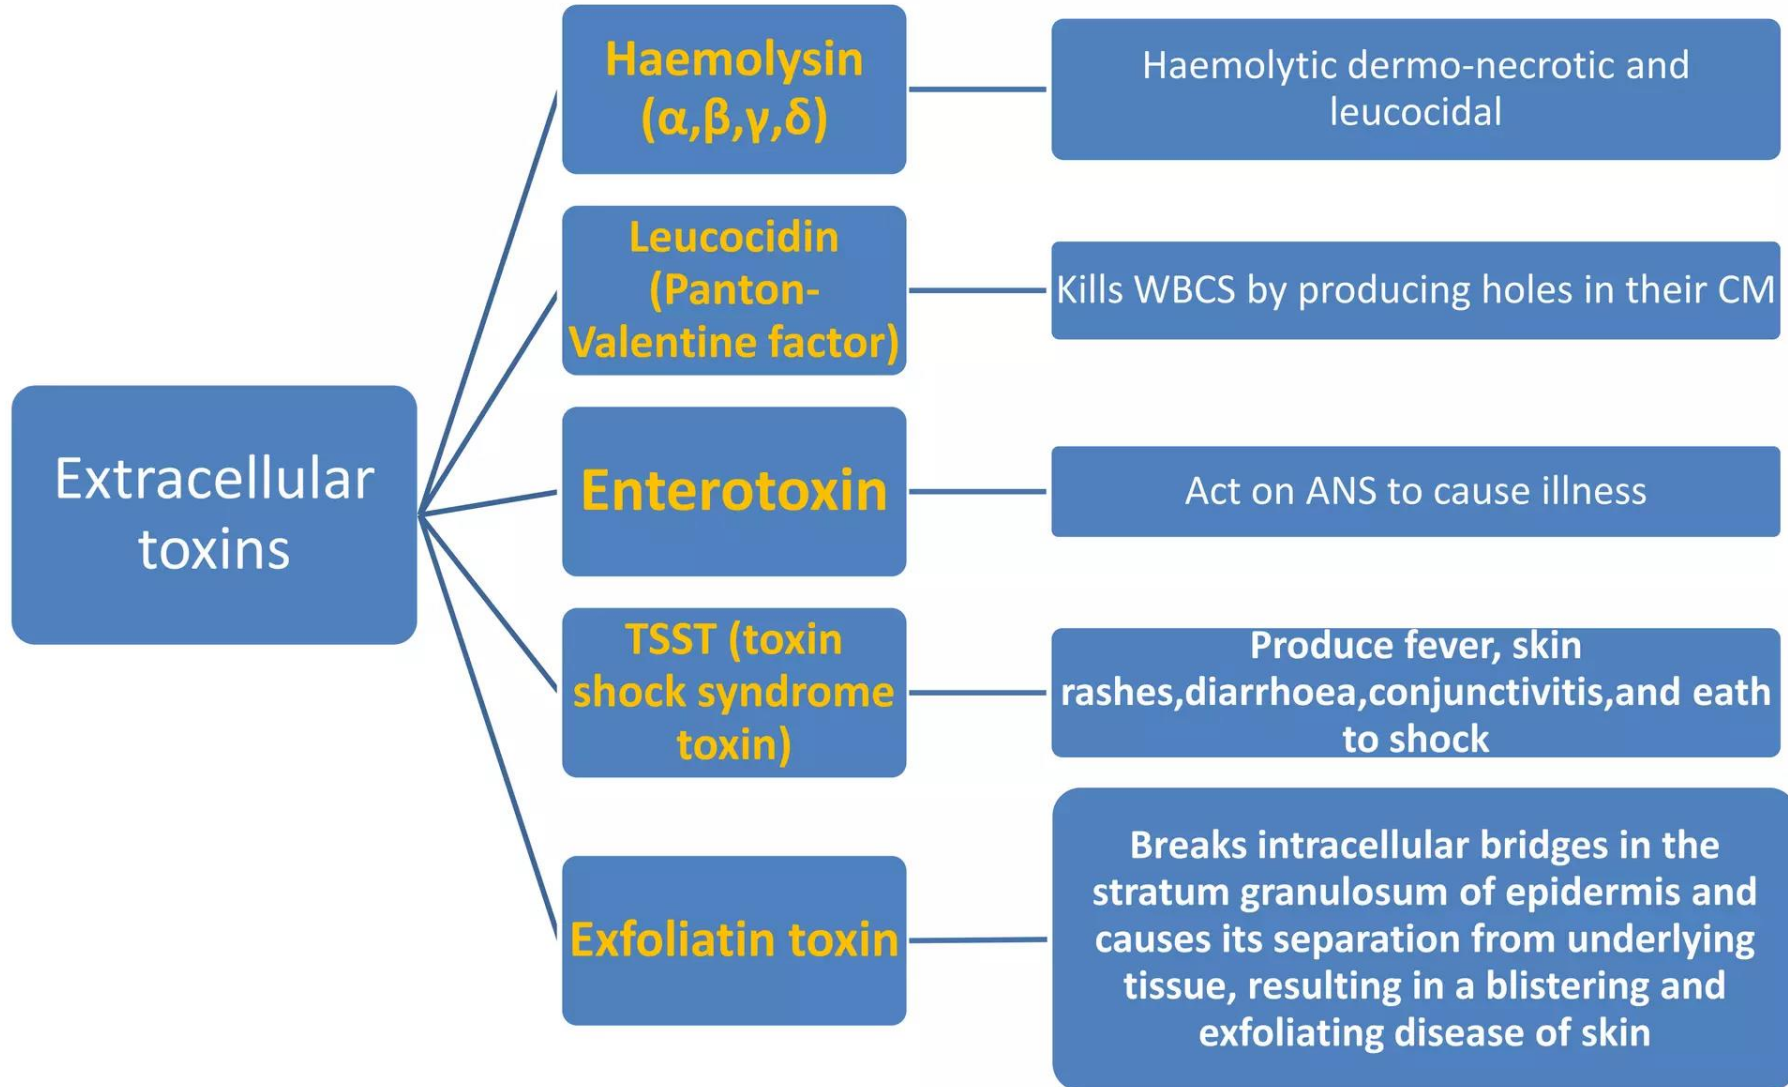 Extracellular
toxins
Haemolysin
(α,β,γ,δ)
Haemolytic dermo-necrotic and
leucocidal
Leucocidin
(Panton-
Valentine factor)
Kills WBCS by producing holes in their CM
Enterotoxin
Act on ANS to cause illness
TSST (toxin
shock syndrome
toxin)
Produce fever, skin
rashes,diarrhoea,conjunctivitis,and eath
to shock
Exfoliatin toxin
Breaks intracellular bridges in the
stratum granulosum of epidermis and
causes its separation from underlying
tissue, resulting in a blistering and
exfoliating disease of skin